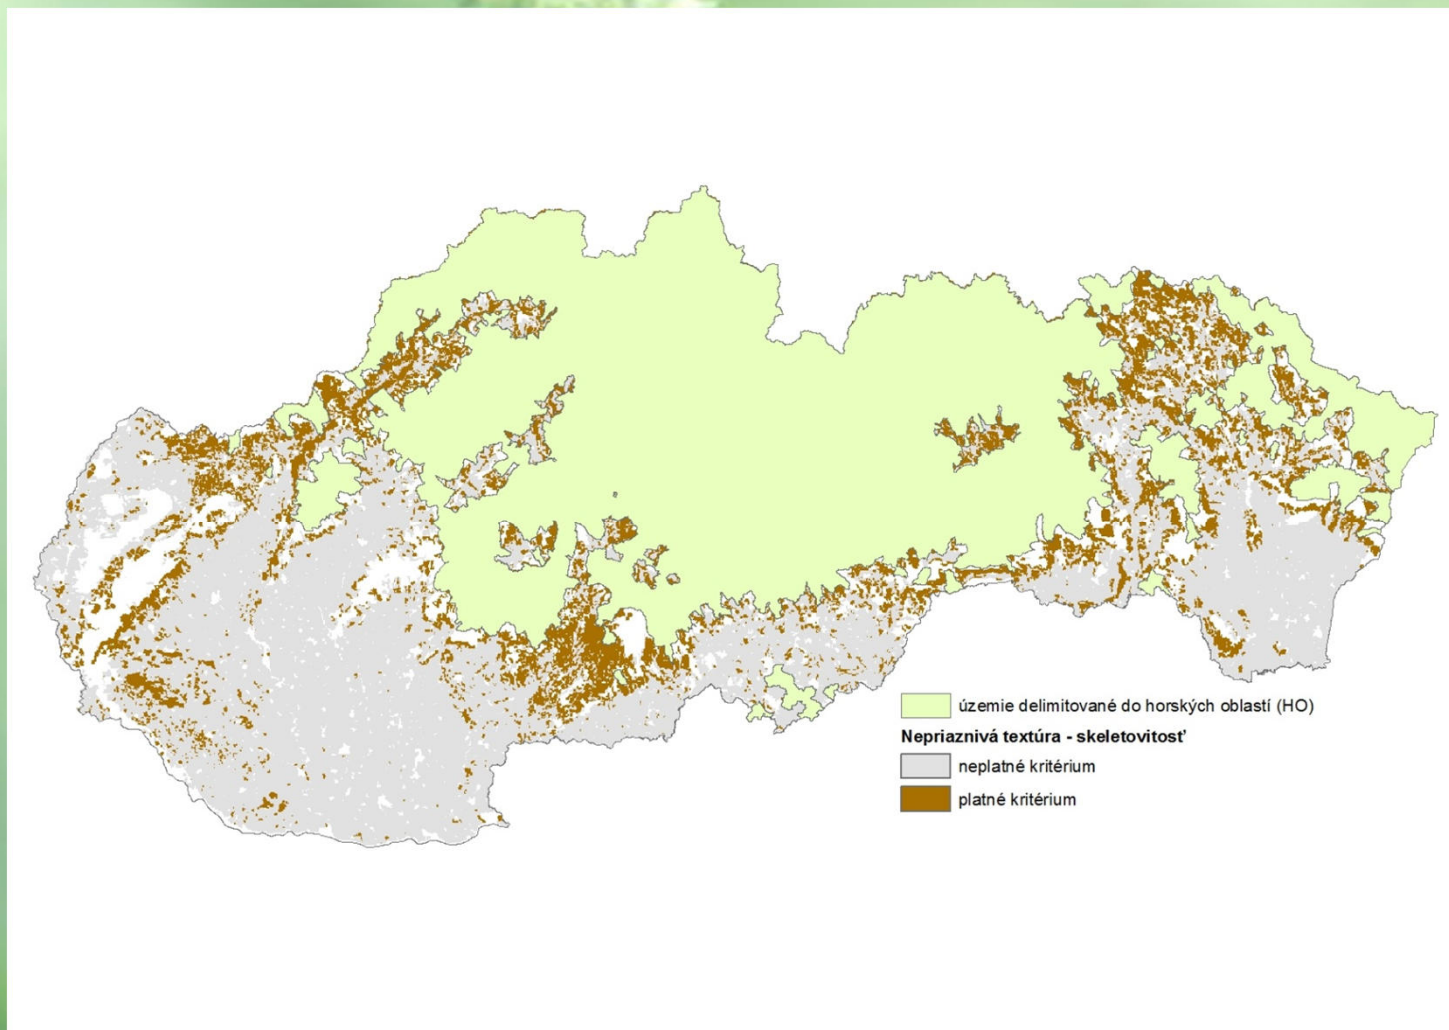 územie delimitované do horských oblastí (HO)
Nepriaznivá textúra - skeletovitosť
neplatné kritérium
platné kritérium